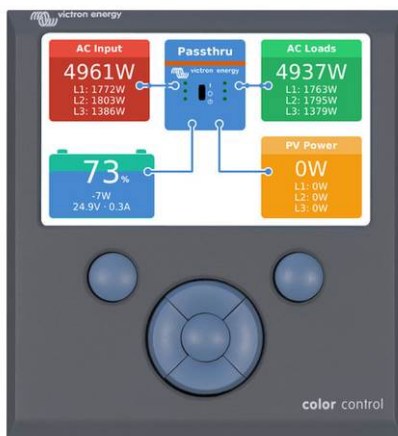 victron energy
AC Input
4961W
L1: 1772W
L2: 1803W
L3: 1386W
Passthru
victron energy
I
O
AC Loads
4937W
L1: 1763W
L2: 1795W
L3: 1379W
73%
-7W
24.9V · 0.3A
PV Power
0W
L1: 0W
L2: 0W
L3: 0W
color control